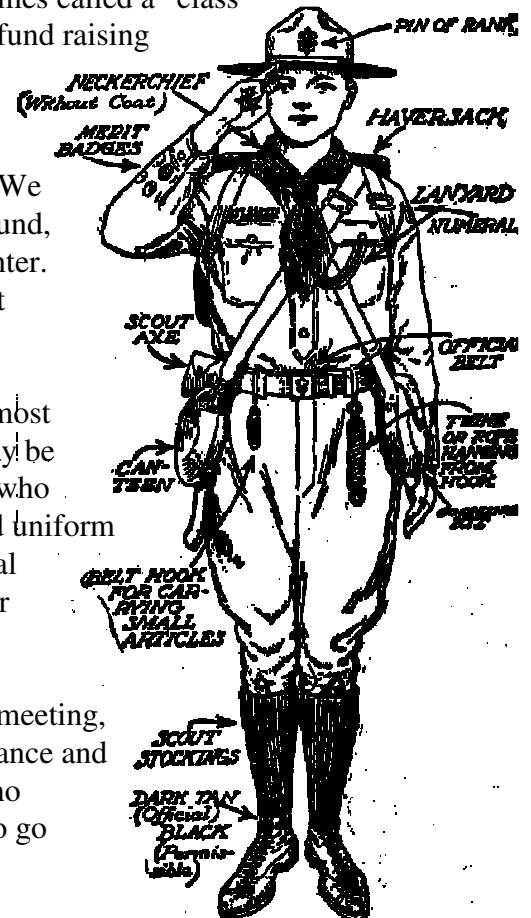 mes called a "class
fund raising
We
und,
nter.
t
most
y be
who
d uniform
al
r
meeting,
ance and
no
o go
PIN OF RANK
NECKERCHIEF
(Without Coat)
MERIT
BADGES
HAVERSACK
LANYARD
NUMERAL
SCOUT
AXE
OFFICIAL
BELT
CAN-
TEEN
TWINE
OR ROPE
HANGING
FROM
HOOK
BELT HOOK
FOR CAR-
RYING
SMALL
ARTICLES
SCOUT
STOCKINGS
DARK TAN
(Official)
BLACK
(Permis-
sible)